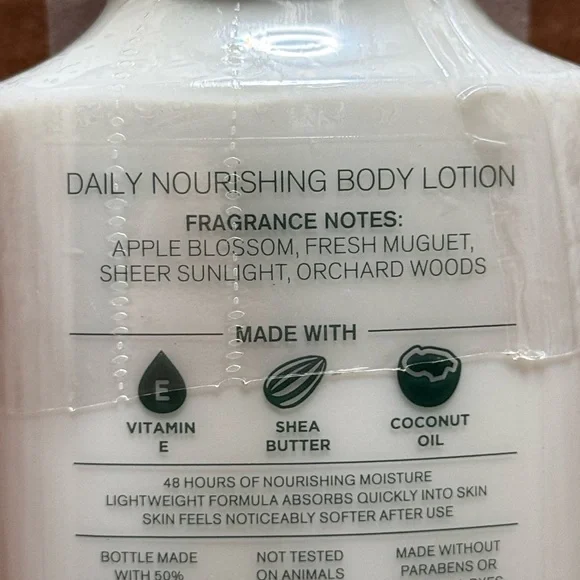 DAILY NOURISHING BODY LOTION
FRAGRANCE NOTES:
APPLE BLOSSOM, FRESH MUGUET,
SHEER SUNLIGHT, ORCHARD WOODS
MADE WITH
E
VITAMIN
E
SHEA
BUTTER
COCONUT
OIL
48 HOURS OF NOURISHING MOISTURE
LIGHTWEIGHT FORMULA ABSORBS QUICKLY INTO SKIN
SKIN FEELS NOTICEABLY SOFTER AFTER USE
BOTTLE MADE
WITH 50%
NOT TESTED
ON ANIMALS
MADE WITHOUT
PARABENS OR